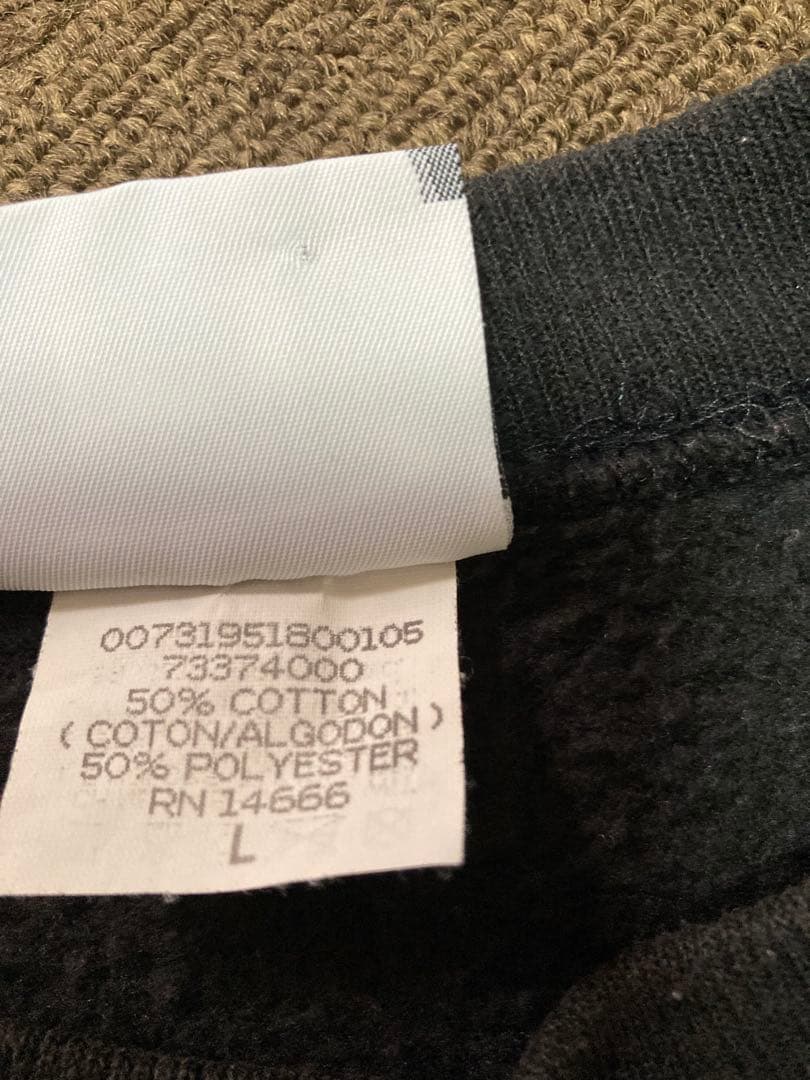 00731951800105
73374000
50% COTTON
(COTON/ALGODON)
50% POLYESTER
RN 14666
L